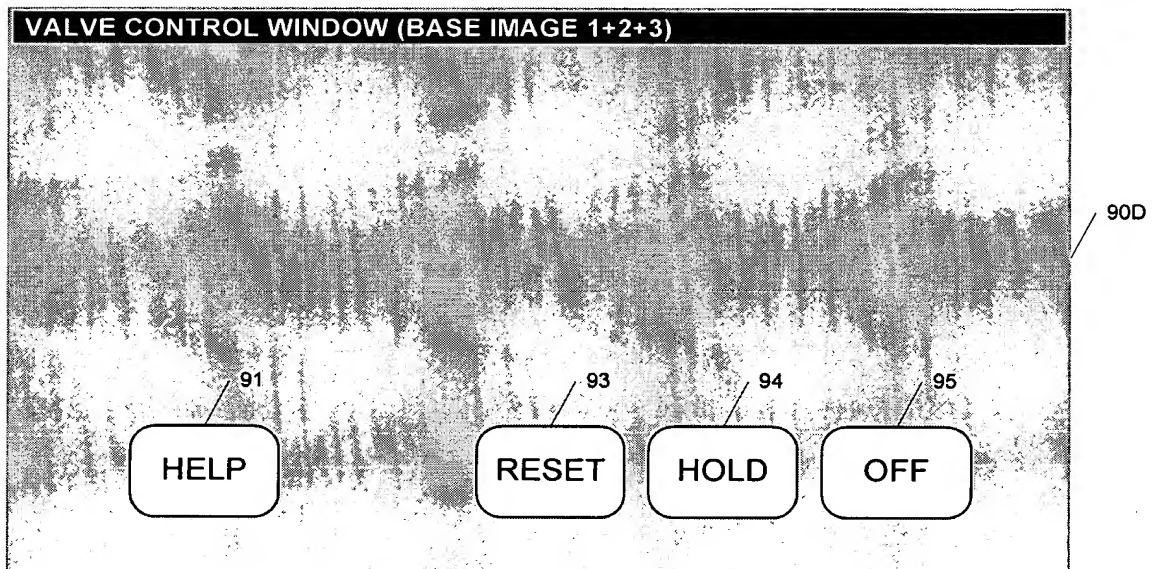 VALVE CONTROL WINDOW (BASE IMAGE 1+2+3)
90D
91 93 94 95
HELP RESET HOLD OFF